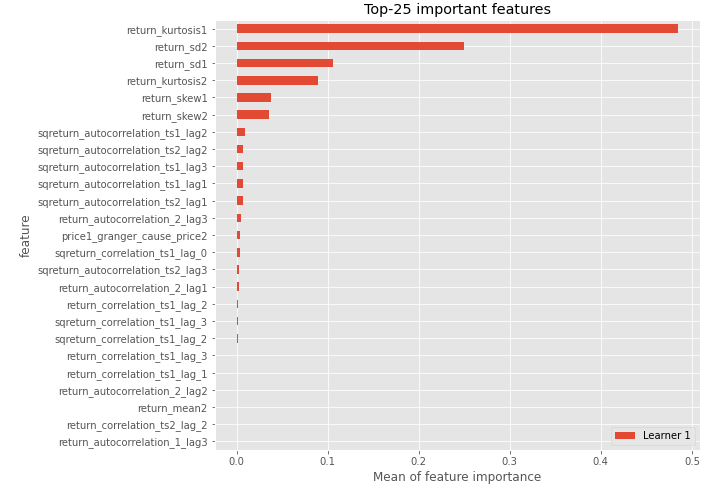 Top-25 important features
return_kurtosis1
return_sd2
return_sd1
return_kurtosis2
return_skew1
return_skew2
sqreturn_autocorrelation_ts1_lag2
sqreturn_autocorrelation_ts2_lag2
sqreturn_autocorrelation_ts1_lag3
sqreturn_autocorrelation_ts1_lag1
sqreturn_autocorrelation_ts2_lag1
return_autocorrelation_2_lag3
price1_granger_cause_price2
sqreturn_correlation_ts1_lag_0
sqreturn_autocorrelation_ts2_lag3
return_autocorrelation_2_lag1
return_correlation_ts1_lag_2
sqreturn_correlation_ts1_lag_3
sqreturn_correlation_ts1_lag_2
return_correlation_ts1_lag_3
return_correlation_ts1_lag_1
return_autocorrelation_2_lag2
return_mean2
return_correlation_ts2_lag_2
return_autocorrelation_1_lag3
feature
Learner 1
0.0 0.1 0.2 0.3 0.4 0.5
Mean of feature importance